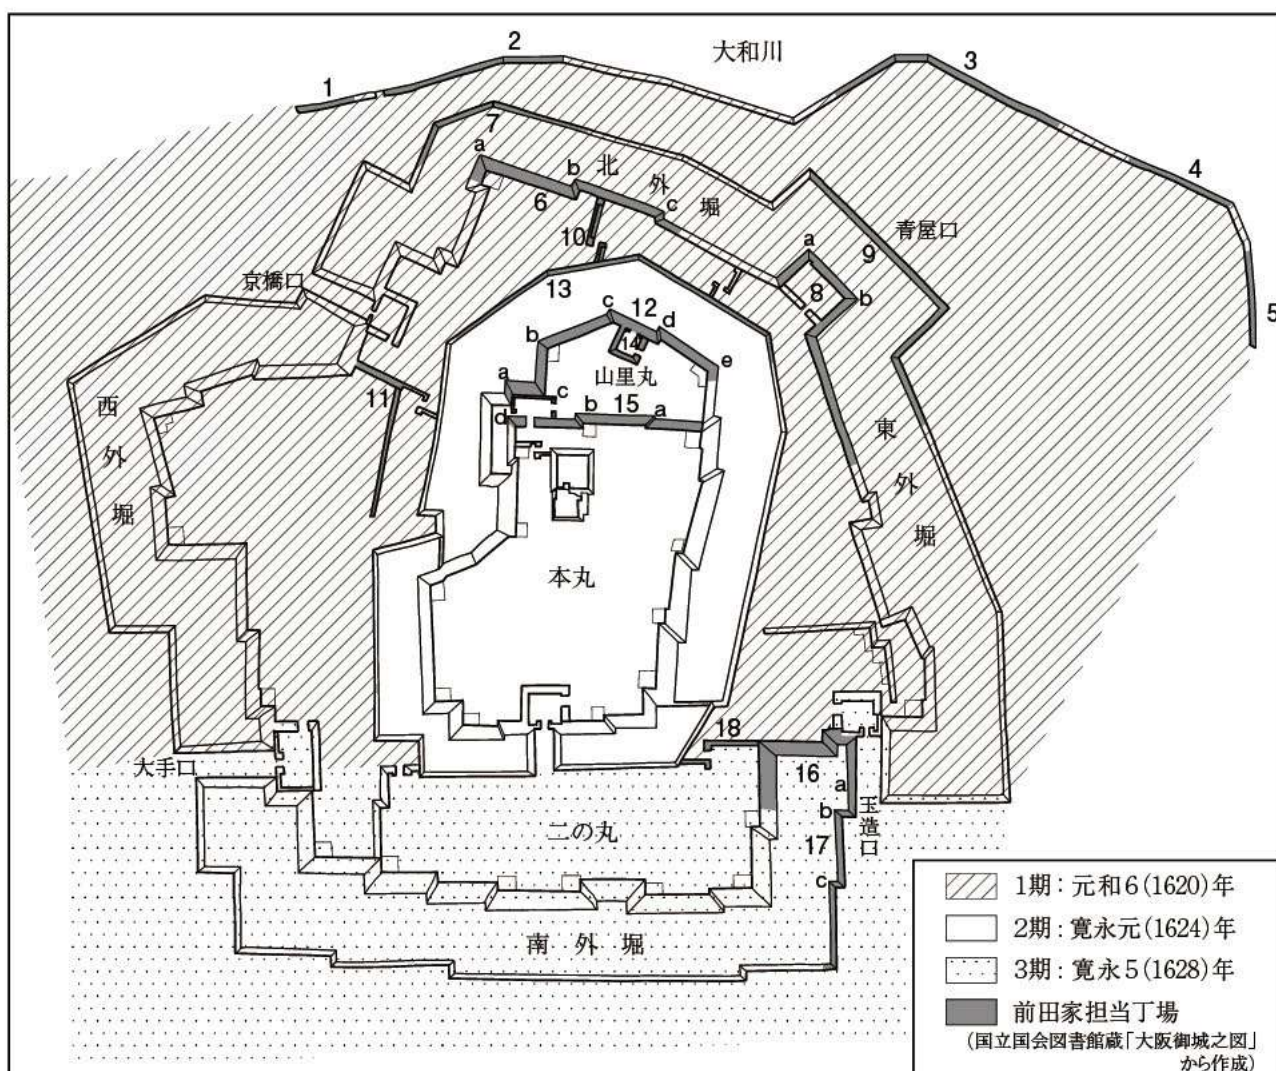 大和川
1
2
3
4
5
7
a
b
北外堀
c
6
10
青屋口
9
a
8
b
京橋口
13
c
12
d
b
14
e
山里丸
a
c
b
15
a
d
11
西外堀
東外堀
本丸
18
大手口
16
a
b
玉造口
17
c
二の丸
南外堀
1期:元和6(1620)年
2期:寛永元(1624)年
3期:寛永5(1628)年
前田家担当丁場
(国立国会図書館蔵「大阪御城之図」
から作成)